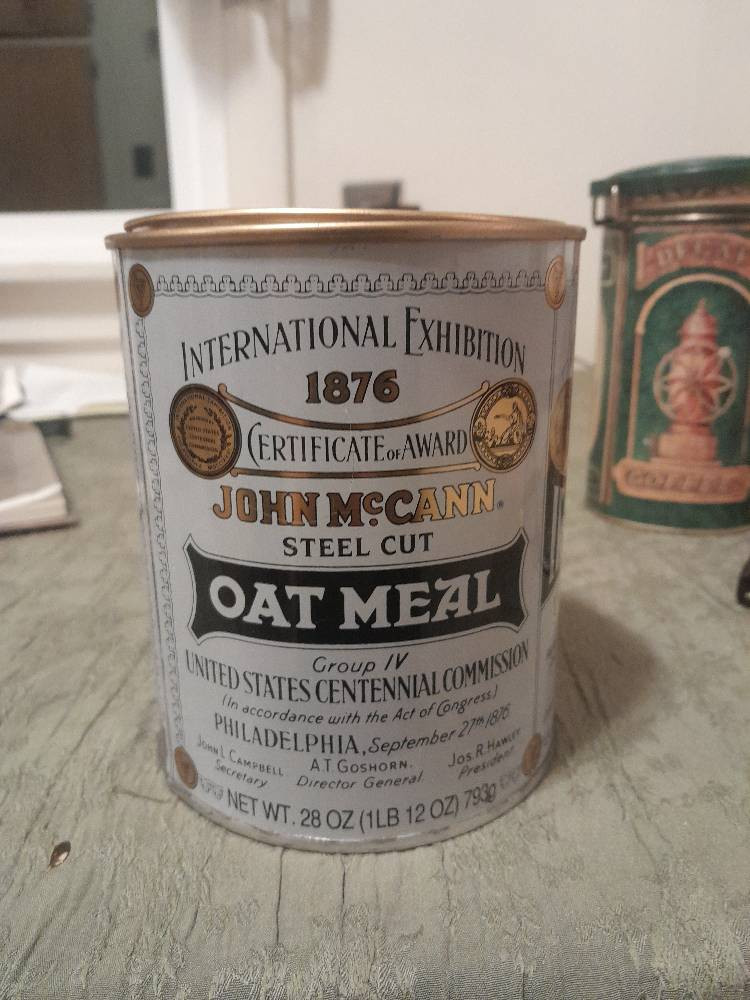 INTERNATIONAL EXHIBITION
1876
CERTIFICATE OF AWARD
JOHN McCANN®
STEEL CUT
OAT MEAL
Group IV
UNITED STATES CENTENNIAL COMMISSION
(In accordance with the Act of Congress)
PHILADELPHIA, September 27th 1876
JOHN L CAMPBELL A.T GOSHORN. JOS. R. HAWLEY
Secretary Director General. President
NET WT. 28 OZ (1LB 12 OZ) 793g
COFFEES